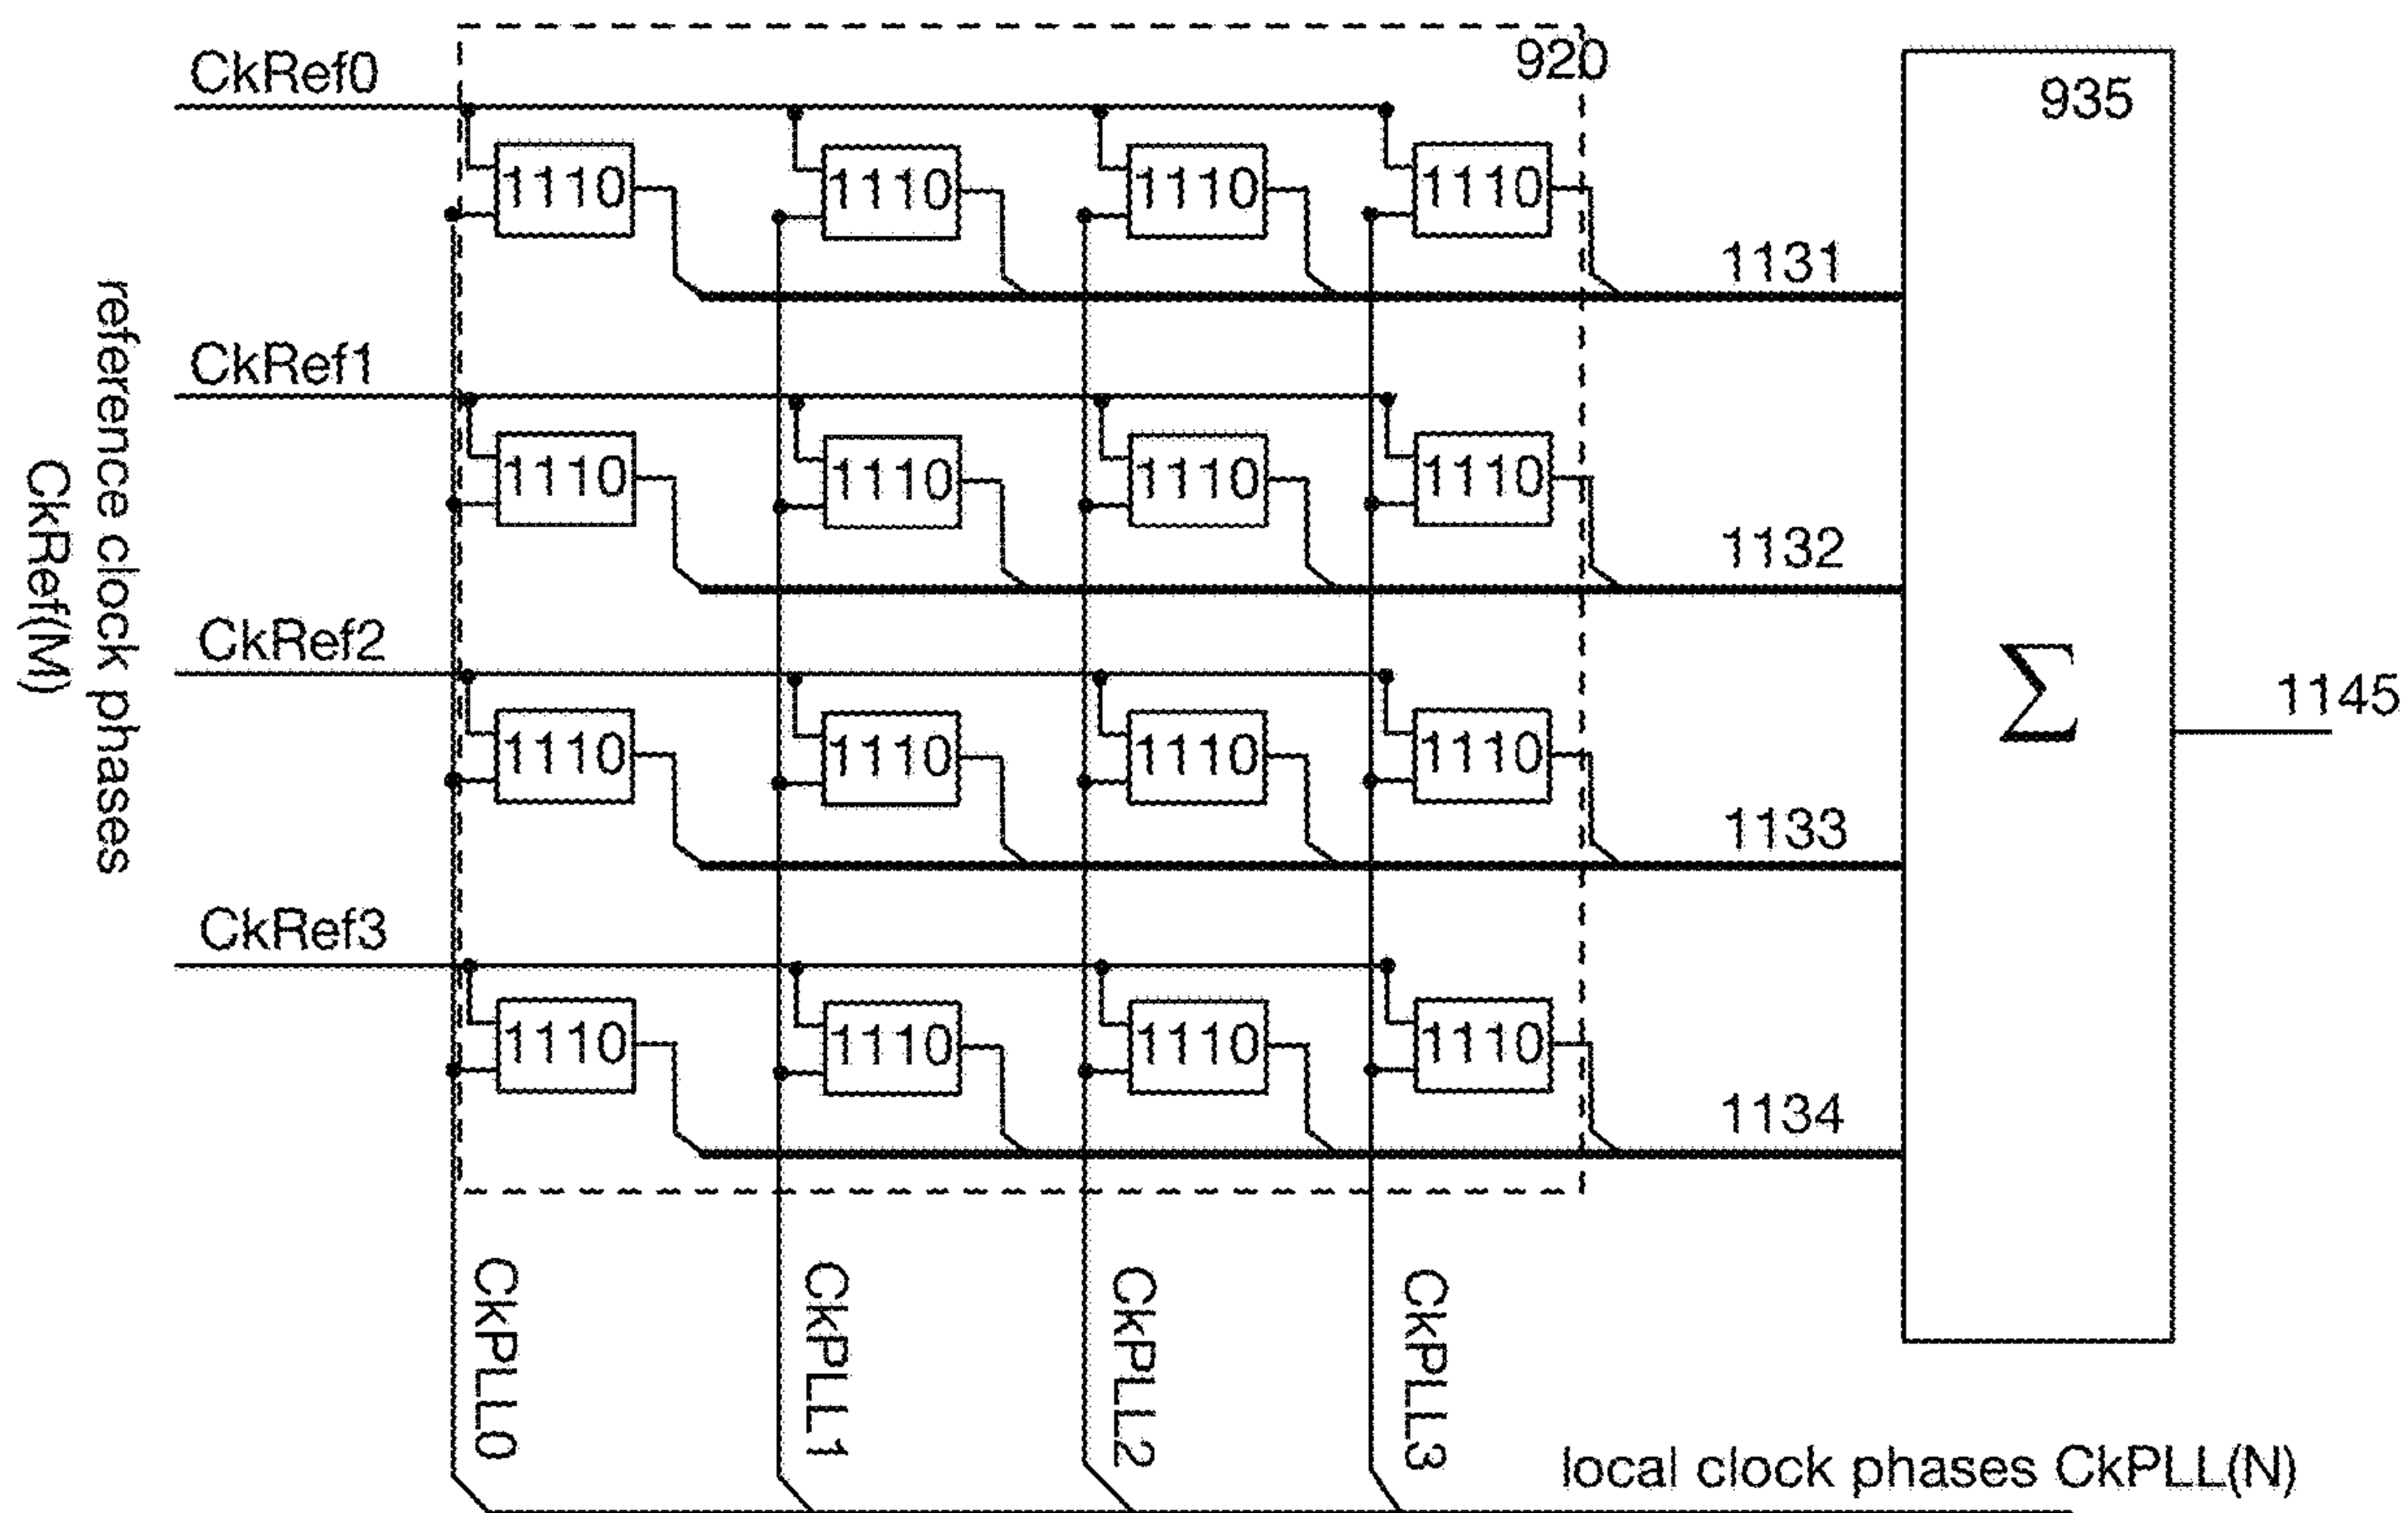 CkRef0
920
935
1110 1110 1110 1110
1131
CkRef1
1110 1110 1110 1110
1132
reference clock phases
CkRef(M)
CkRef2
1110 1110 1110 1110
Σ
1145
1133
CkRef3
1110 1110 1110 1110
1134
CkPLL0
CkPLL1
CkPLL2
CkPLL3
local clock phases CkPLL(N)